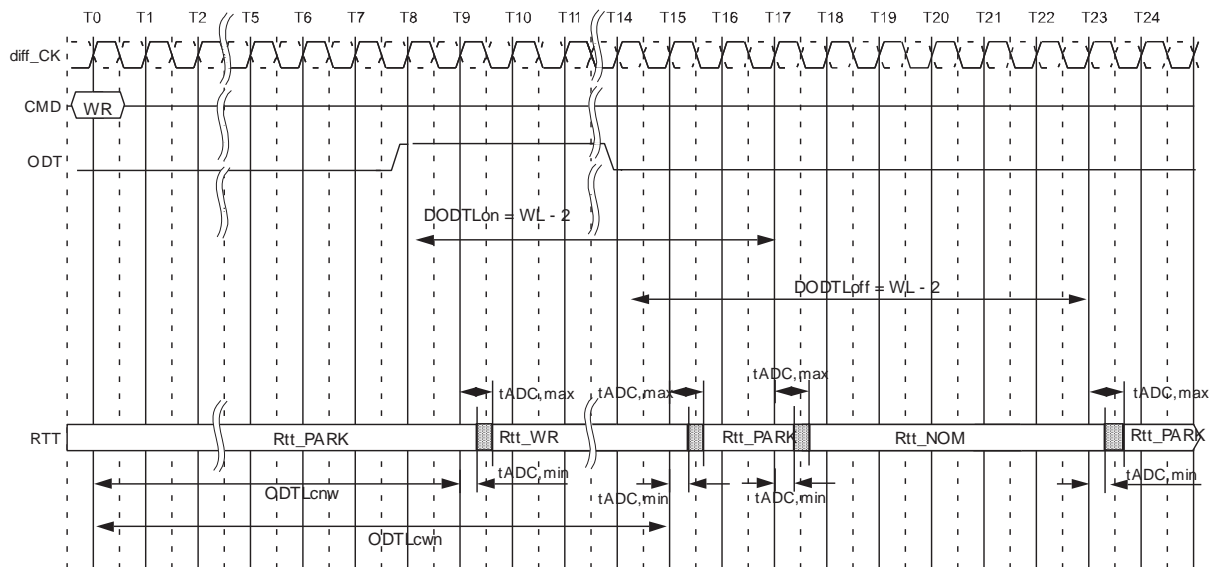 T0 T1 T2 T5 T6 T7 T8 T9 T10 T11 T14 T15 T16 T17 T18 T19 T20 T21 T22 T23 T24
diff_CK
CMD WR
ODT
DODTLon = WL - 2
DODTLoff = WL - 2
tADC,max tADC,max tADC,max tADC,max
RTT Rtt_PARK Rtt_WR Rtt_PARK Rtt_NOM Rtt_PARK
tADC,min tADC,min tADC,min tADC,min
ODTLcnw
ODTLcwn